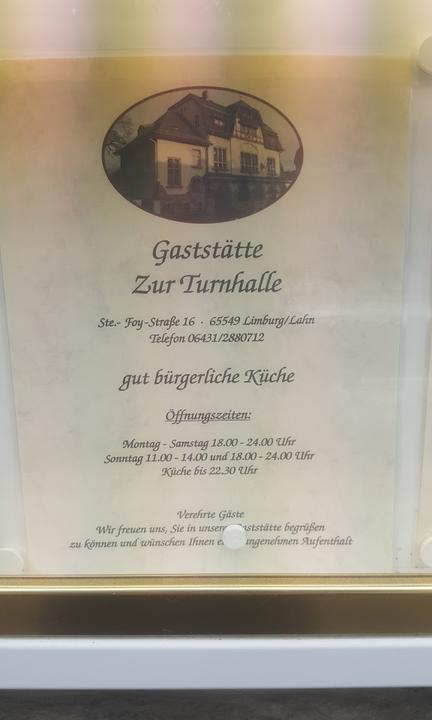 Gaststätte
Zur Turnhalle
Ste.- Foy-Straße 16 · 65549 Limburg/Lahn
Telefon 06431/2880712
gut bürgerliche Küche
Öffnungszeiten:
Montag - Samstag 18.00 - 24.00 Uhr
Sonntag 11.00 - 14.00 und 18.00 - 24.00 Uhr
Küche bis 22.30 Uhr
Verehrte Gäste
Wir freuen uns, Sie in unserer Gaststätte begrüßen
zu können und wünschen Ihnen angenehmen Aufenthalt